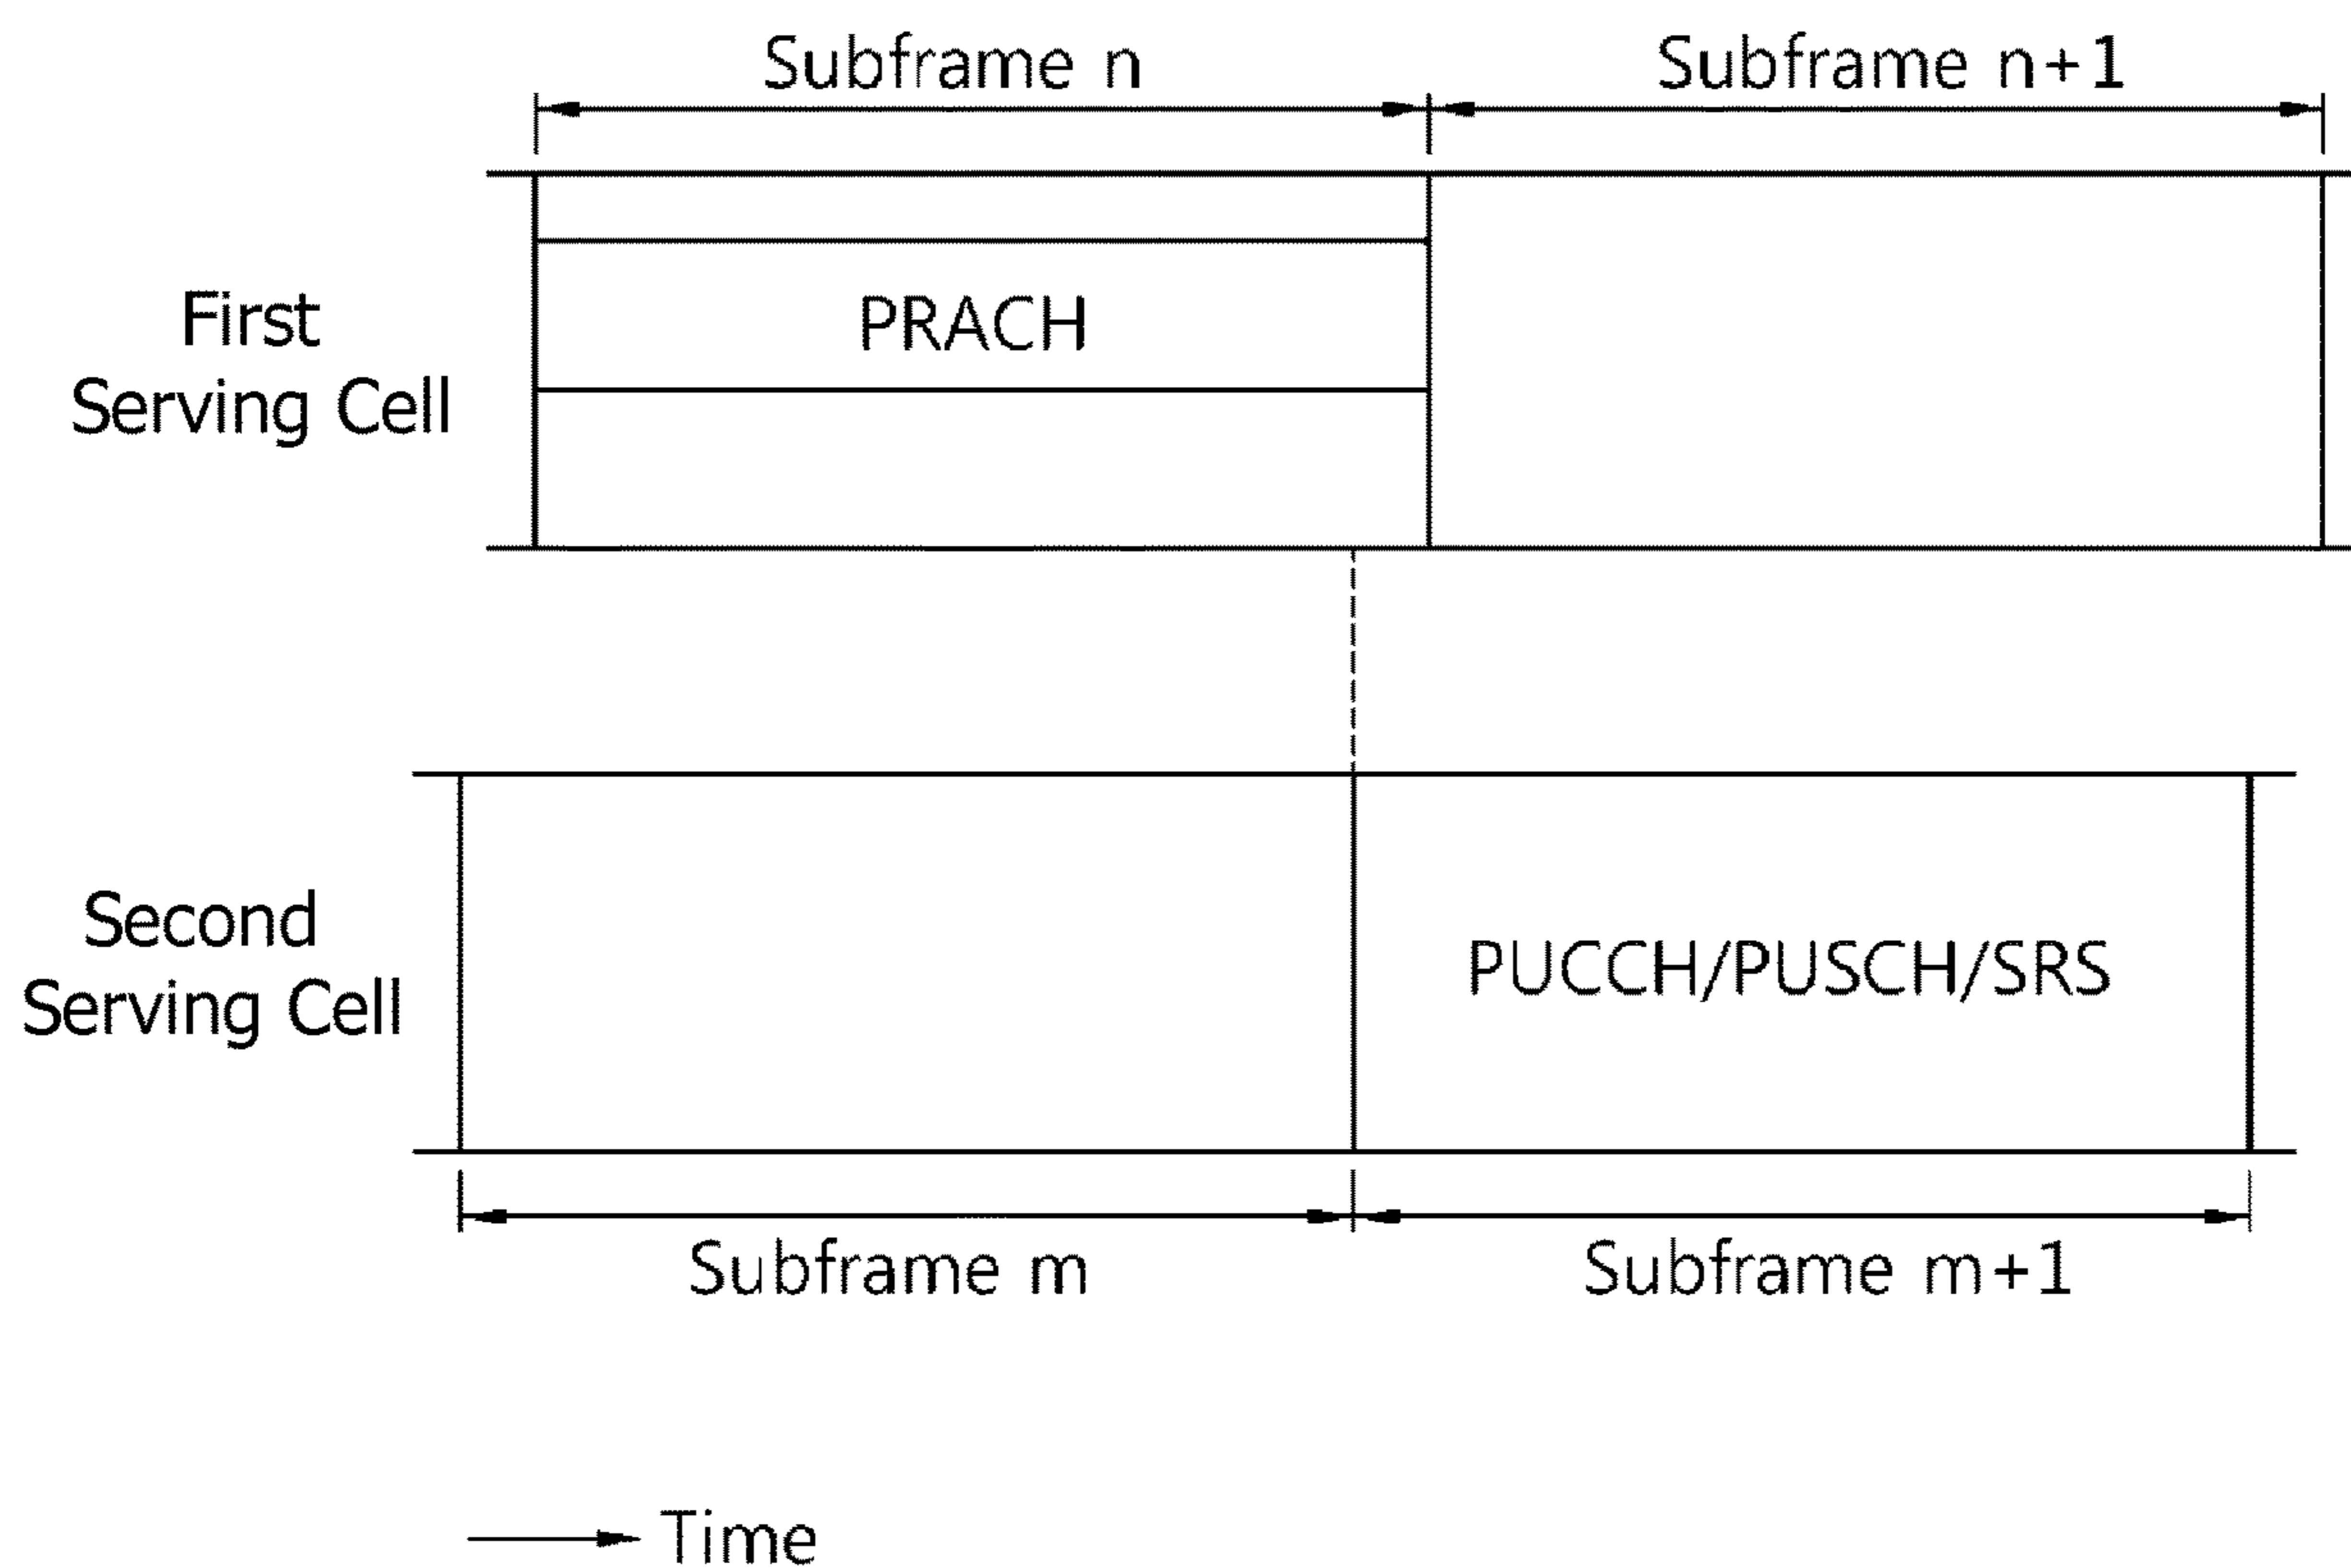 Subframe n
Subframe n+1
First
Serving Cell
PRACH
Second
Serving Cell
PUCCH/PUSCH/SRS
Subframe m
Subframe m+1
Time